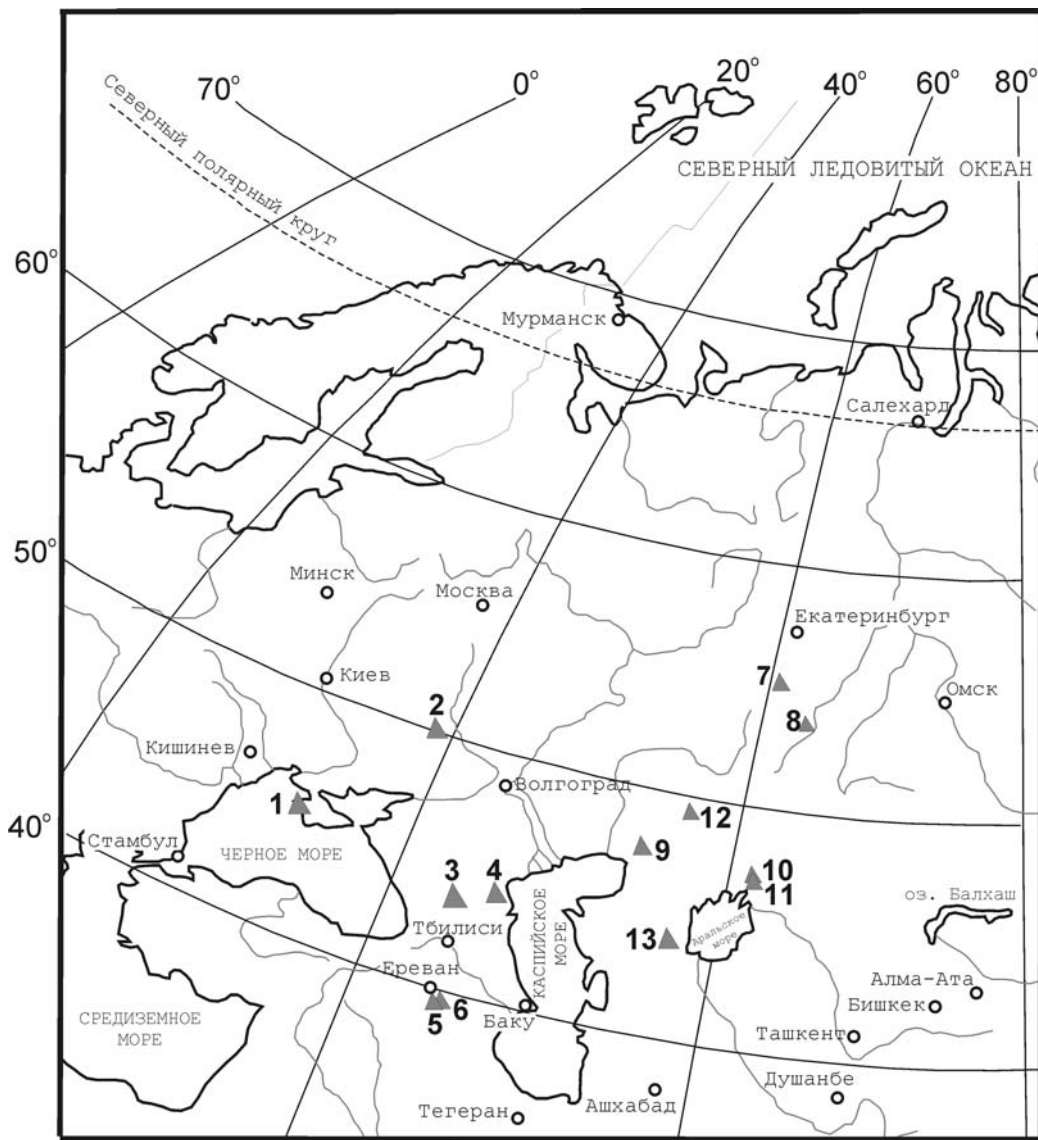 70°
0°
20°
40°
60°
80°
Северный полярный круг
СЕВЕРНЫЙ ЛЕДОВИТЫЙ ОКЕАН
60°
Мурманск
Салехард
50°
Минск
Москва
Екатеринбург
Киев
7
Омск
2
8
Кишинев
Волгоград
1
12
40°
Стамбул
ЧЕРНОЕ МОРЕ
9
3
4
10
11
оз. Балхаш
Тбилиси
КАСПИЙСКОЕ
МОРЕ
13
Аральское
море
Ереван
Алма-Ата
5
6
Баку
Бишкек
СРЕДИЗЕМНОЕ
МОРЕ
Ташкент
Душанбе
Тегеран
Ашхабад